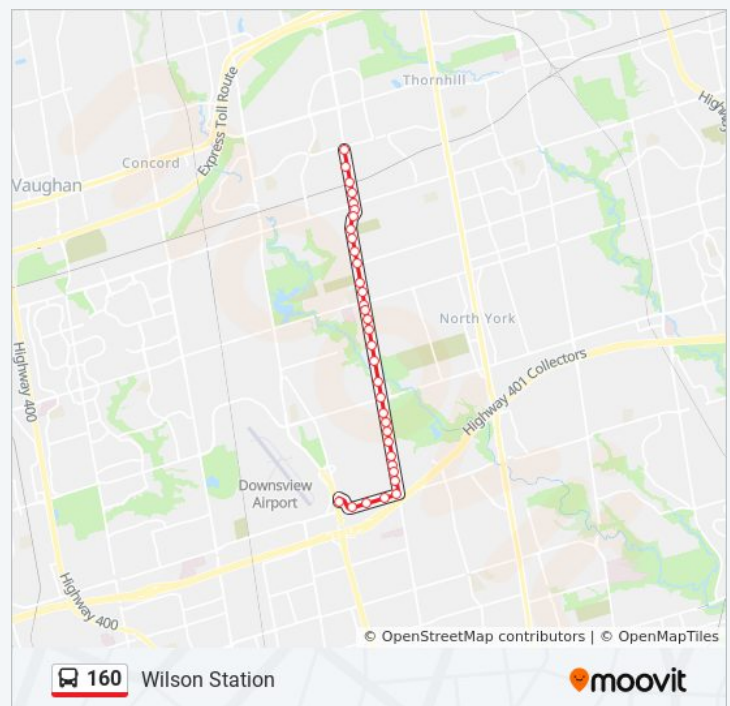 Thornhill
Express Toll Route
Highw
Concord
Vaughan
North York
Highway 401 Collectors
Highway 400
Downsview
Airport
Highway 400
© OpenStreetMap contributors | © OpenMapTiles
160 Wilson Station
moovit